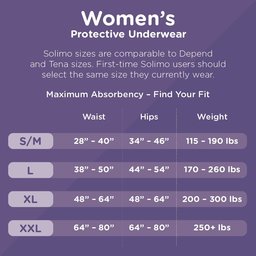 Women's
Protective Underwear
Solimo sizes are comparable to Depend
and Tena sizes. First-time Solimo users should
select the same size they currently wear.
Maximum Absorbency – Find Your Fit
Waist Hips Weight
S/M 28" – 40" 34" – 46" 115 – 190 lbs
L 38" – 50" 44" – 54" 170 – 260 lbs
XL 48" – 64" 48" – 64" 200 – 300 lbs
XXL 64" – 80" 64" – 80" 250+ lbs